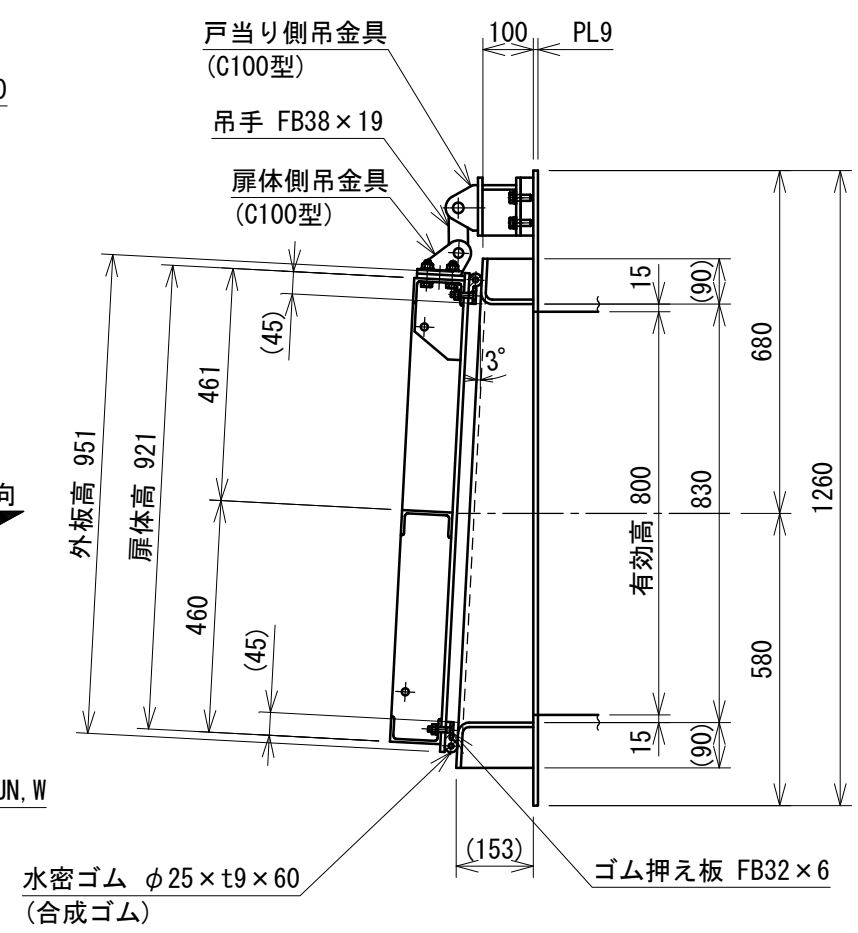 戸当り側吊金具
(C100型)
100
PL9
0
吊手 FB38×19
扉体側吊金具
(C100型)
15
(90)
(45)
680
3°
461
外板高 951
扉体高 921
有効高 800
830
1260
向
460
(45)
580
15
(90)
UN,W
(153)
水密ゴム φ25×t9×60
(合成ゴム)
ゴム押え板 FB32×6